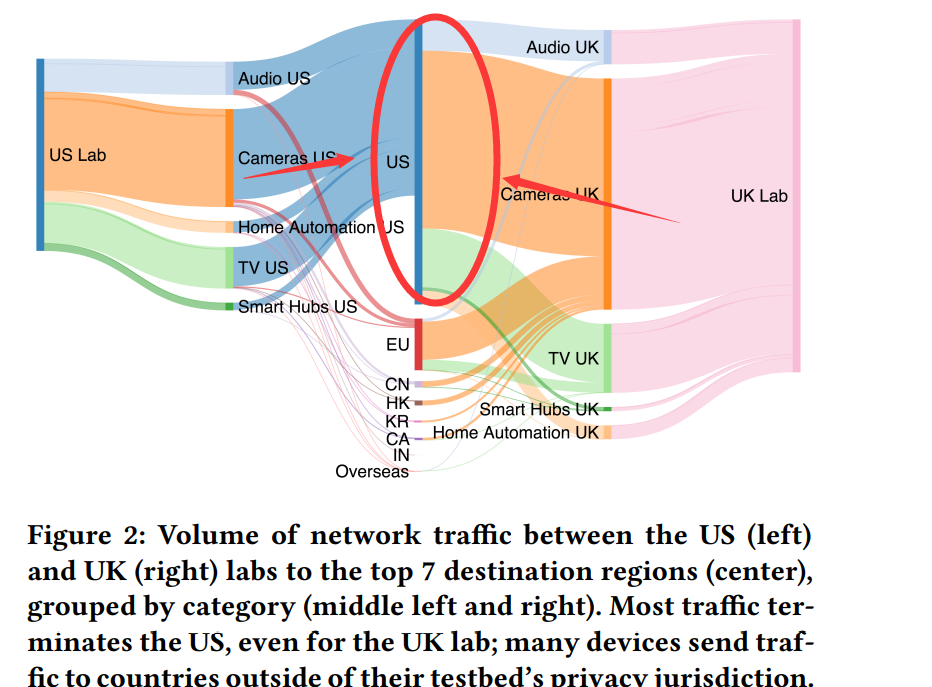 Audio UK
Audio US
US Lab
Cameras US
US
Cameras UK
UK Lab
Home Automation US
TV US
Smart Hubs US
EU
TV UK
CN
HK
Smart Hubs UK
KR
CA
Home Automation UK
IN
Overseas
Figure 2: Volume of network traffic between the US (left)
and UK (right) labs to the top 7 destination regions (center),
grouped by category (middle left and right). Most traffic ter-
minates the US, even for the UK lab; many devices send traf-
fic to countries outside of their testbed's privacy jurisdiction.